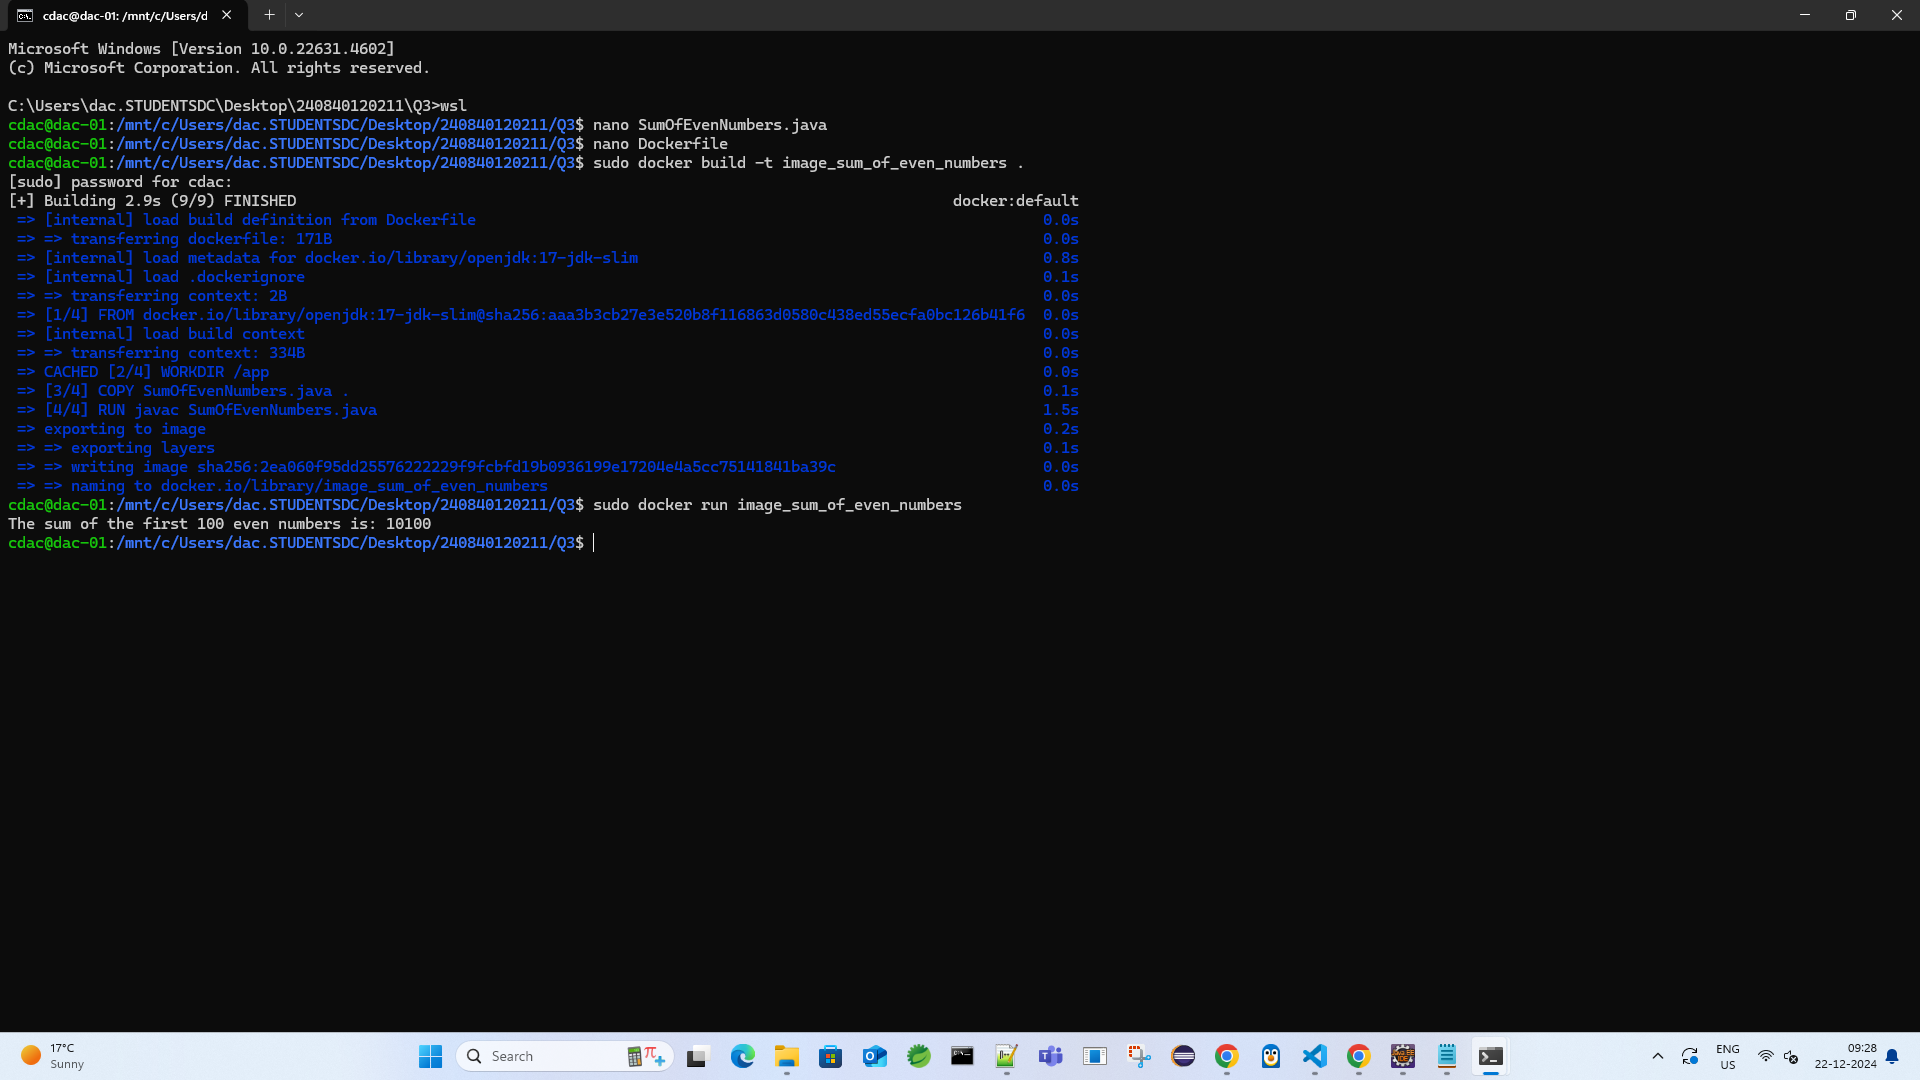 cdac@dac-01: /mnt/c/Users/d
Microsoft Windows [Version 10.0.22631.4602]
(c) Microsoft Corporation. All rights reserved.
C:\Users\dac.STUDENTSDC\Desktop\240840120211\Q3>wsl
cdac@dac-01:/mnt/c/Users/dac.STUDENTSDC/Desktop/240840120211/Q3$ nano SumOfEvenNumbers.java
cdac@dac-01:/mnt/c/Users/dac.STUDENTSDC/Desktop/240840120211/Q3$ nano Dockerfile
cdac@dac-01:/mnt/c/Users/dac.STUDENTSDC/Desktop/240840120211/Q3$ sudo docker build -t image_sum_of_even_numbers .
[sudo] password for cdac:
[+] Building 2.9s (9/9) FINISHED docker:default
=> [internal] load build definition from Dockerfile 0.0s
=> => transferring dockerfile: 171B 0.0s
=> [internal] load metadata for docker.io/library/openjdk:17-jdk-slim 0.8s
=> [internal] load .dockerignore 0.1s
=> => transferring context: 2B 0.0s
=> [1/4] FROM docker.io/library/openjdk:17-jdk-slim@sha256:aaa3b3cb27e3e520b8f116863d0580c438ed55ecfa0bc126b41f6 0.0s
=> [internal] load build context 0.0s
=> => transferring context: 334B 0.0s
=> CACHED [2/4] WORKDIR /app 0.0s
=> [3/4] COPY SumOfEvenNumbers.java . 0.1s
=> [4/4] RUN javac SumOfEvenNumbers.java 1.5s
=> exporting to image 0.2s
=> => exporting layers 0.1s
=> => writing image sha256:2ea060f95dd25576222229f9fcbfd19b0936199e17204e4a5cc75141841ba39c 0.0s
=> => naming to docker.io/library/image_sum_of_even_numbers 0.0s
cdac@dac-01:/mnt/c/Users/dac.STUDENTSDC/Desktop/240840120211/Q3$ sudo docker run image_sum_of_even_numbers
The sum of the first 100 even numbers is: 10100
cdac@dac-01:/mnt/c/Users/dac.STUDENTSDC/Desktop/240840120211/Q3$
17°C
Sunny
Search
ENG
US
09:28
22-12-2024